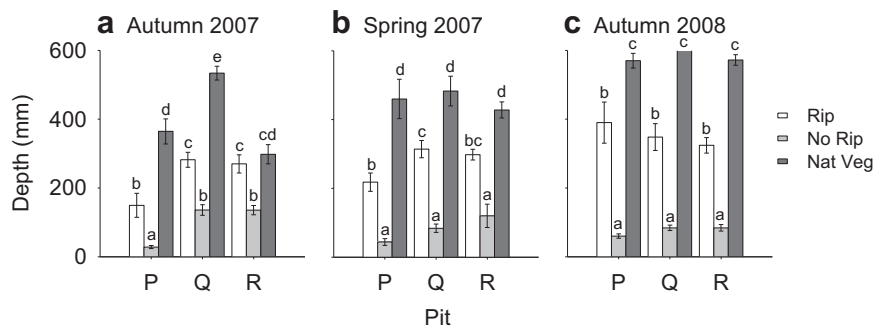 a Autumn 2007
b Spring 2007
c Autumn 2008
Depth (mm)
600
400
200
0
b a d c b e c b cd
b a d c a d bc a d
b a c b a c b a c
P Q R
P Q R
P Q R
Pit
Rip
No Rip
Nat Veg